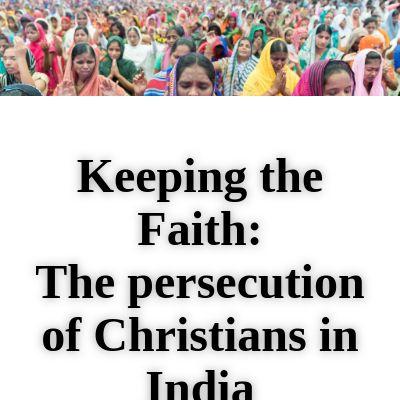 Keeping the
Faith:
The persecution
of Christians in
India